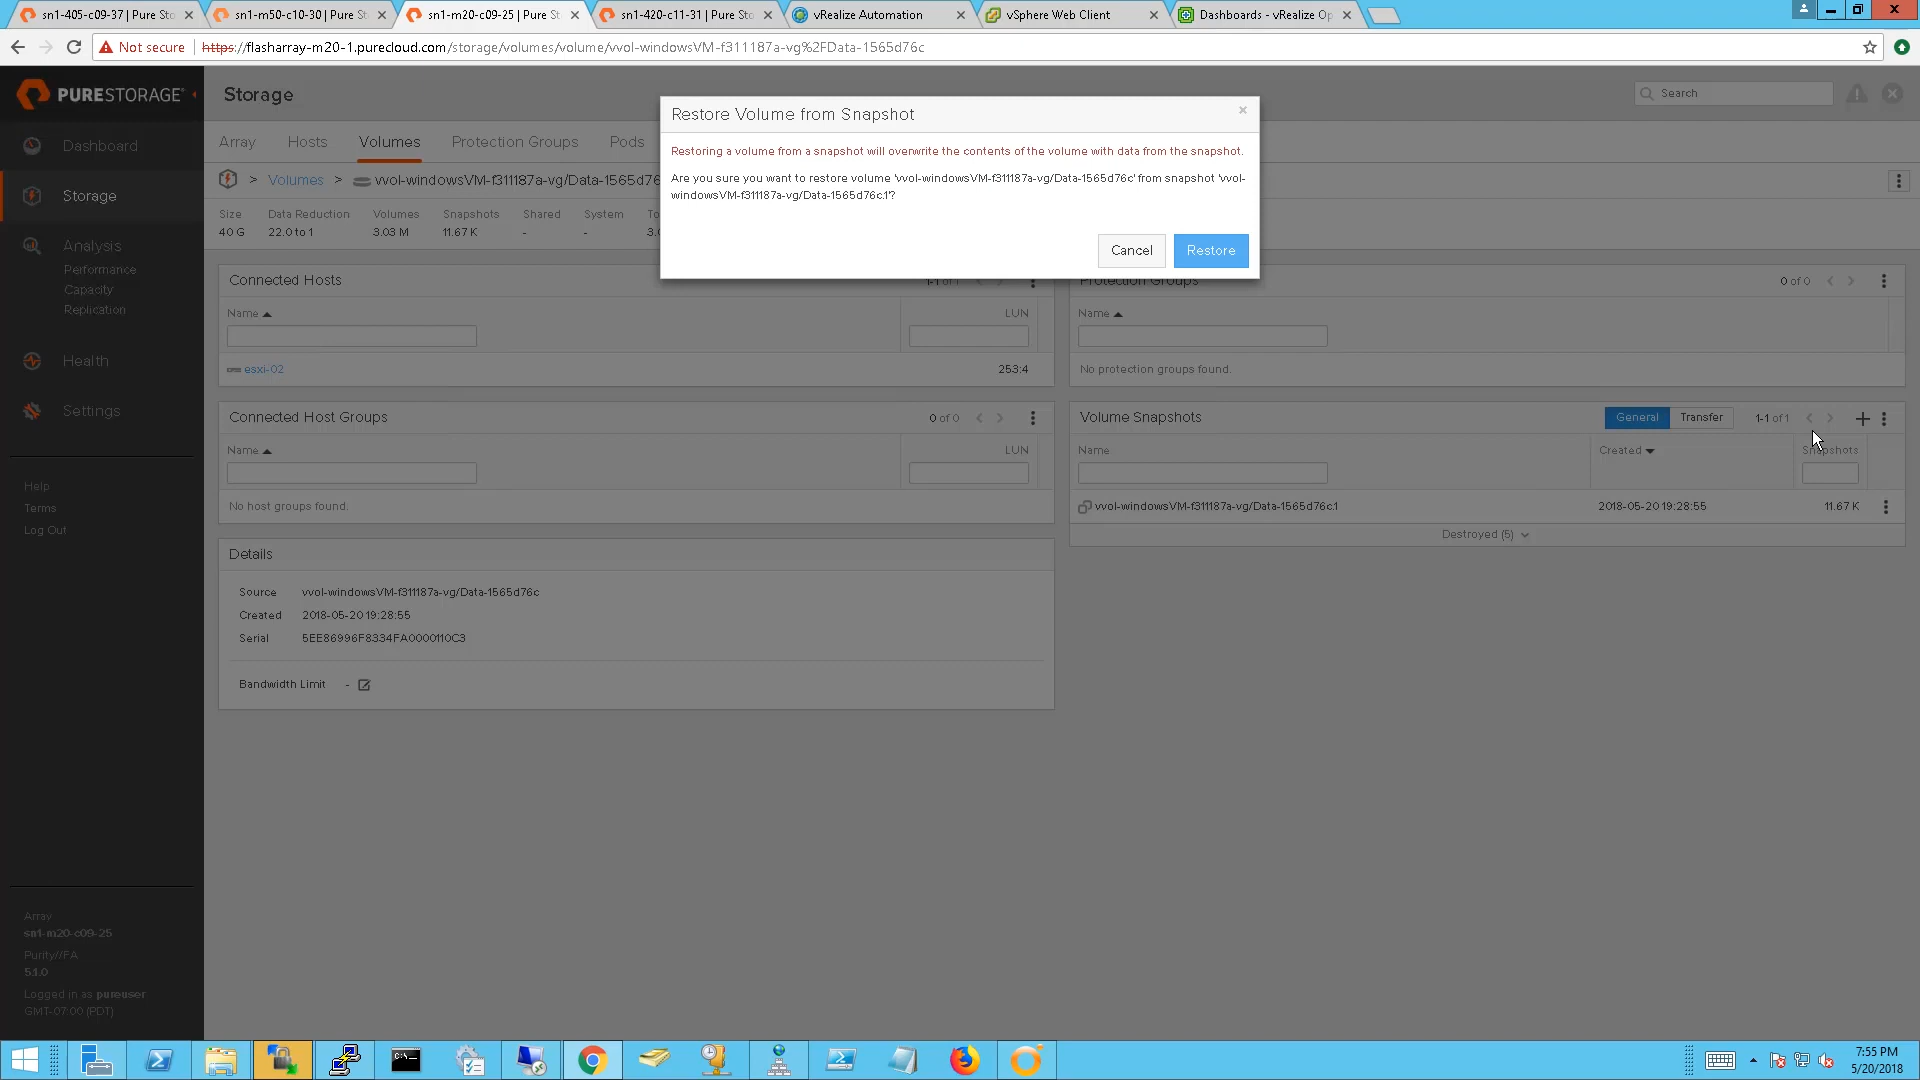 sn1-405-c09-37 | Pure Sto
sn1-m50-c10-30 | Pure St
sn1-m20-c09-25 | Pure St
sn1-420-c11-31 | Pure Sto
vRealize Automation
vSphere Web Client
Dashboards - vRealize Op
Not secure | https://flasharray-m20-1.purecloud.com/storage/volumes/volume/vvol-windowsVM-f311187a-vg%2FData-1565d76c
PURESTORAGE®
Storage
Search
Dashboard
Storage
Analysis
Performance
Capacity
Replication
Health
Settings
Help
Terms
Log Out
Array
sn1-m20-c09-25
Purity//FA
5.1.0
Logged in as pureuser
GMT-07:00 (PDT)
Array Hosts Volumes Protection Groups Pods
> Volumes > vvol-windowsVM-f311187a-vg/Data-1565d76
Size Data Reduction Volumes Snapshots Shared System
40 G 22.0 to 1 3.03 M 11.67 K - - 3.
Restore Volume from Snapshot
Restoring a volume from a snapshot will overwrite the contents of the volume with data from the snapshot.
Are you sure you want to restore volume 'vvol-windowsVM-f311187a-vg/Data-1565d76c' from snapshot 'vvol-
windowsVM-f311187a-vg/Data-1565d76c.1'?
Cancel Restore
Connected Hosts 1-1 of 1
Name LUN
esxi-02 253:4
Connected Host Groups 0 of 0
Name LUN
No host groups found.
Details
Source vvol-windowsVM-f311187a-vg/Data-1565d76c
Created 2018-05-20 19:28:55
Serial 5EE86996F8334FA0000110C3
Bandwidth Limit -
Protection Groups 0 of 0
Name
No protection groups found.
Volume Snapshots General Transfer 1-1 of 1
Name Created Snapshots
vvol-windowsVM-f311187a-vg/Data-1565d76c.1 2018-05-20 19:28:55 11.67 K
Destroyed (5)
7:55 PM
5/20/2018